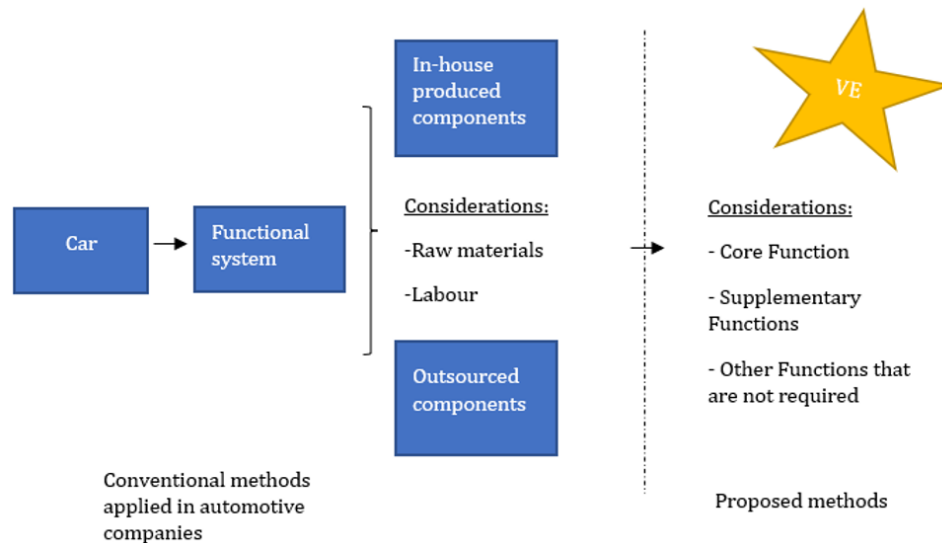 In-house
produced
components
VE
Car
Functional
system
Considerations:
-Raw materials
-Labour
Outsourced
components
Considerations:
- Core Function
- Supplementary
Functions
- Other Functions that
are not required
Conventional methods
applied in automotive
companies
Proposed methods